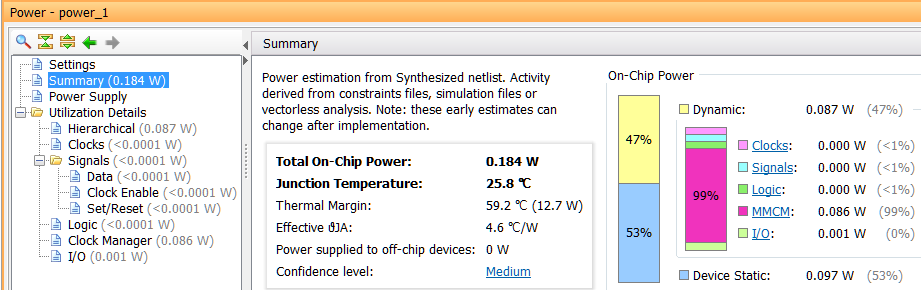 Power - power_1
Settings
Summary (0.184 W)
Power Supply
Utilization Details
Hierarchical (0.087 W)
Clocks (<0.0001 W)
Signals (<0.0001 W)
Data (<0.0001 W)
Clock Enable (<0.0001 W)
Set/Reset (<0.0001 W)
Logic (<0.0001 W)
Clock Manager (0.086 W)
I/O (0.001 W)
Summary
Power estimation from Synthesized netlist. Activity
derived from constraints files, simulation files or
vectorless analysis. Note: these early estimates can
change after implementation.
Total On-Chip Power: 0.184 W
Junction Temperature: 25.8 ℃
Thermal Margin: 59.2 ℃ (12.7 W)
Effective ϑJA: 4.6 ℃/W
Power supplied to off-chip devices: 0 W
Confidence level: Medium
On-Chip Power
47%
53%
Dynamic: 0.087 W (47%)
99%
Clocks: 0.000 W (<1%)
Signals: 0.000 W (<1%)
Logic: 0.000 W (<1%)
MMCM: 0.086 W (99%)
I/O: 0.001 W (0%)
Device Static: 0.097 W (53%)